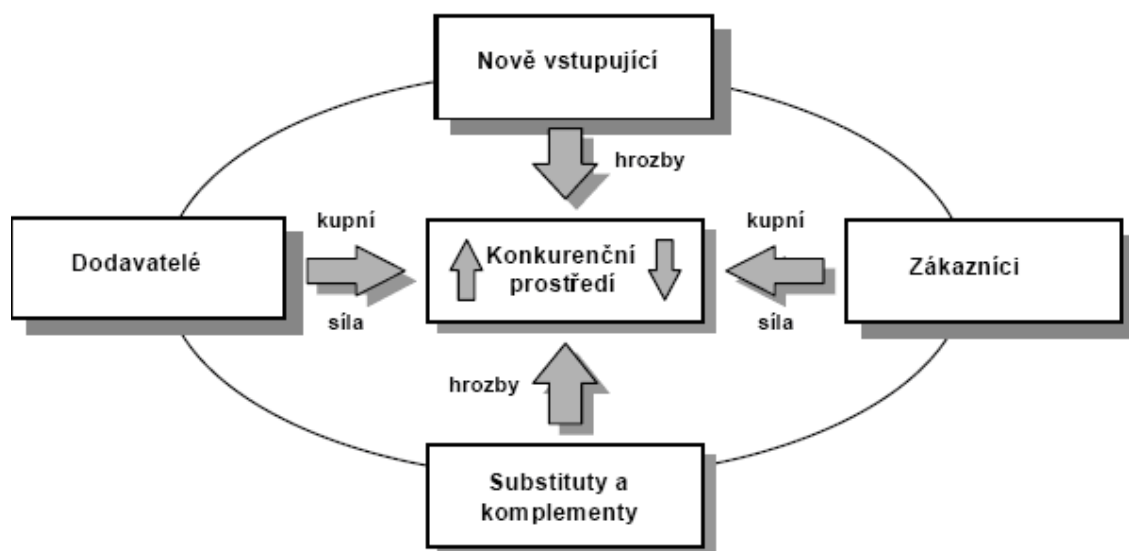 Nově vstupující
hrozby
kupní
Dodavatelé
síla
Konkurenční
prostředí
kupní
Zákazníci
síla
hrozby
Substituty a
komplementy